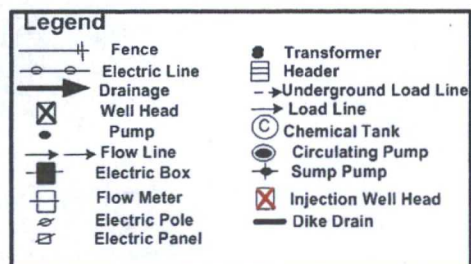 Legend
Fence
Electric Line
Drainage
Well Head
Pump
Flow Line
Electric Box
Flow Meter
Electric Pole
Electric Panel
Transformer
Header
Underground Load Line
Load Line
C Chemical Tank
Circulating Pump
Sump Pump
Injection Well Head
Dike Drain